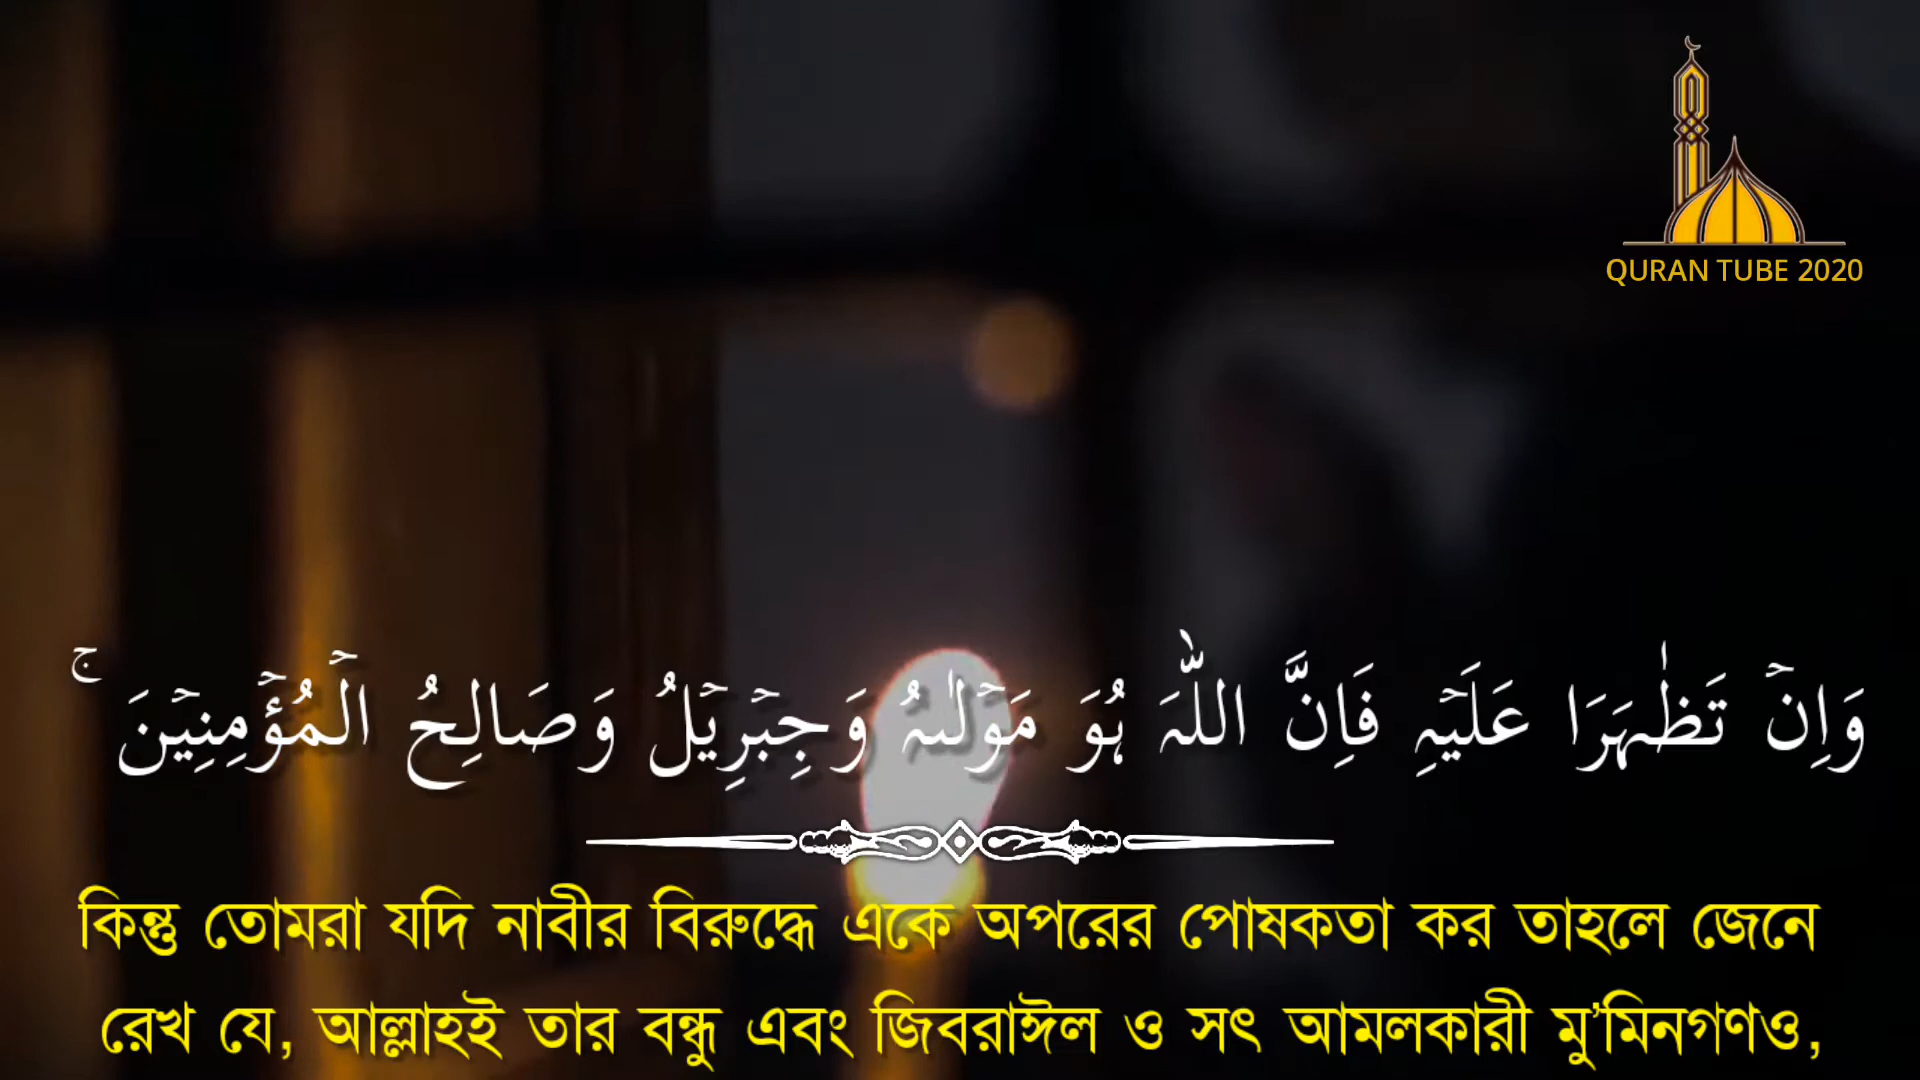 QURAN TUBE 2020
وَاِنۡ تَظٰہَرَا عَلَیۡہِ فَاِنَّ اللّٰہَ ہُوَ مَوۡلٰىہُ وَجِبۡرِیۡلُ وَصَالِحُ الۡمُؤۡمِنِیۡنَ ۚ
কিন্তু তোমরা যদি নাবীর বিরুদ্ধে একে অপরের পোষকতা কর তাহলে জেনে
রেখ যে, আল্লাহই তার বন্ধু এবং জিবরাঈল ও সৎ আমলকারী মু’মিনগণও,